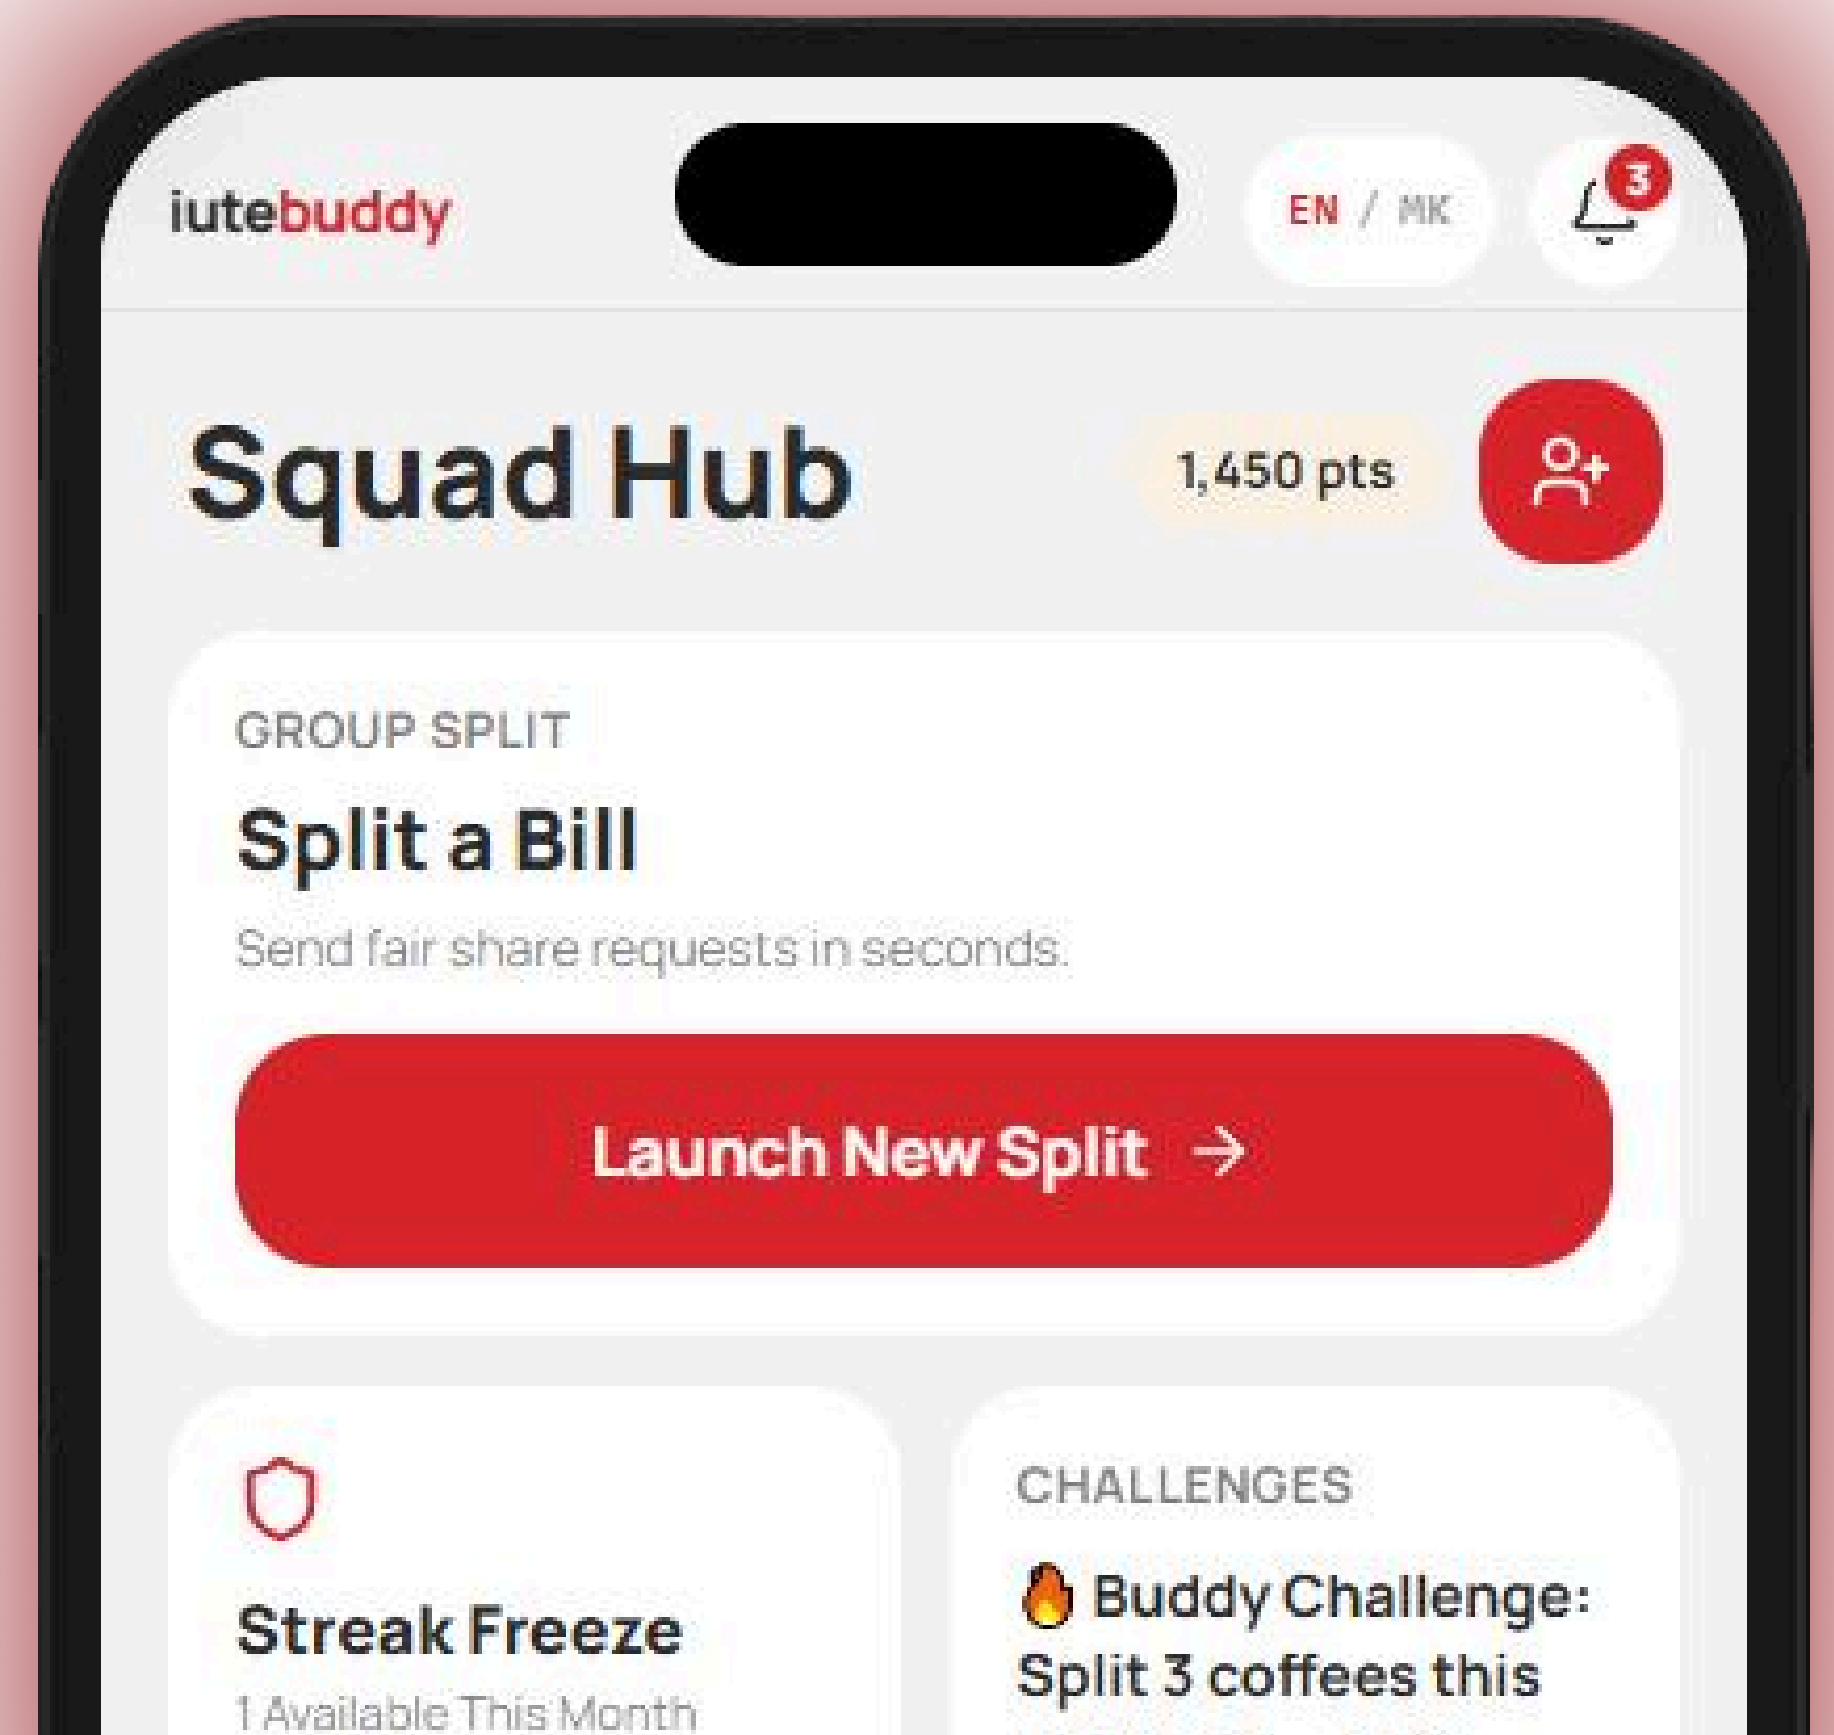 iutebuddy
EN / MK
3
Squad Hub
1,450 pts
GROUP SPLIT
Split a Bill
Send fair share requests in seconds.
Launch New Split →
Streak Freeze
1 Available This Month
CHALLENGES
🔥 Buddy Challenge:
Split 3 coffees this